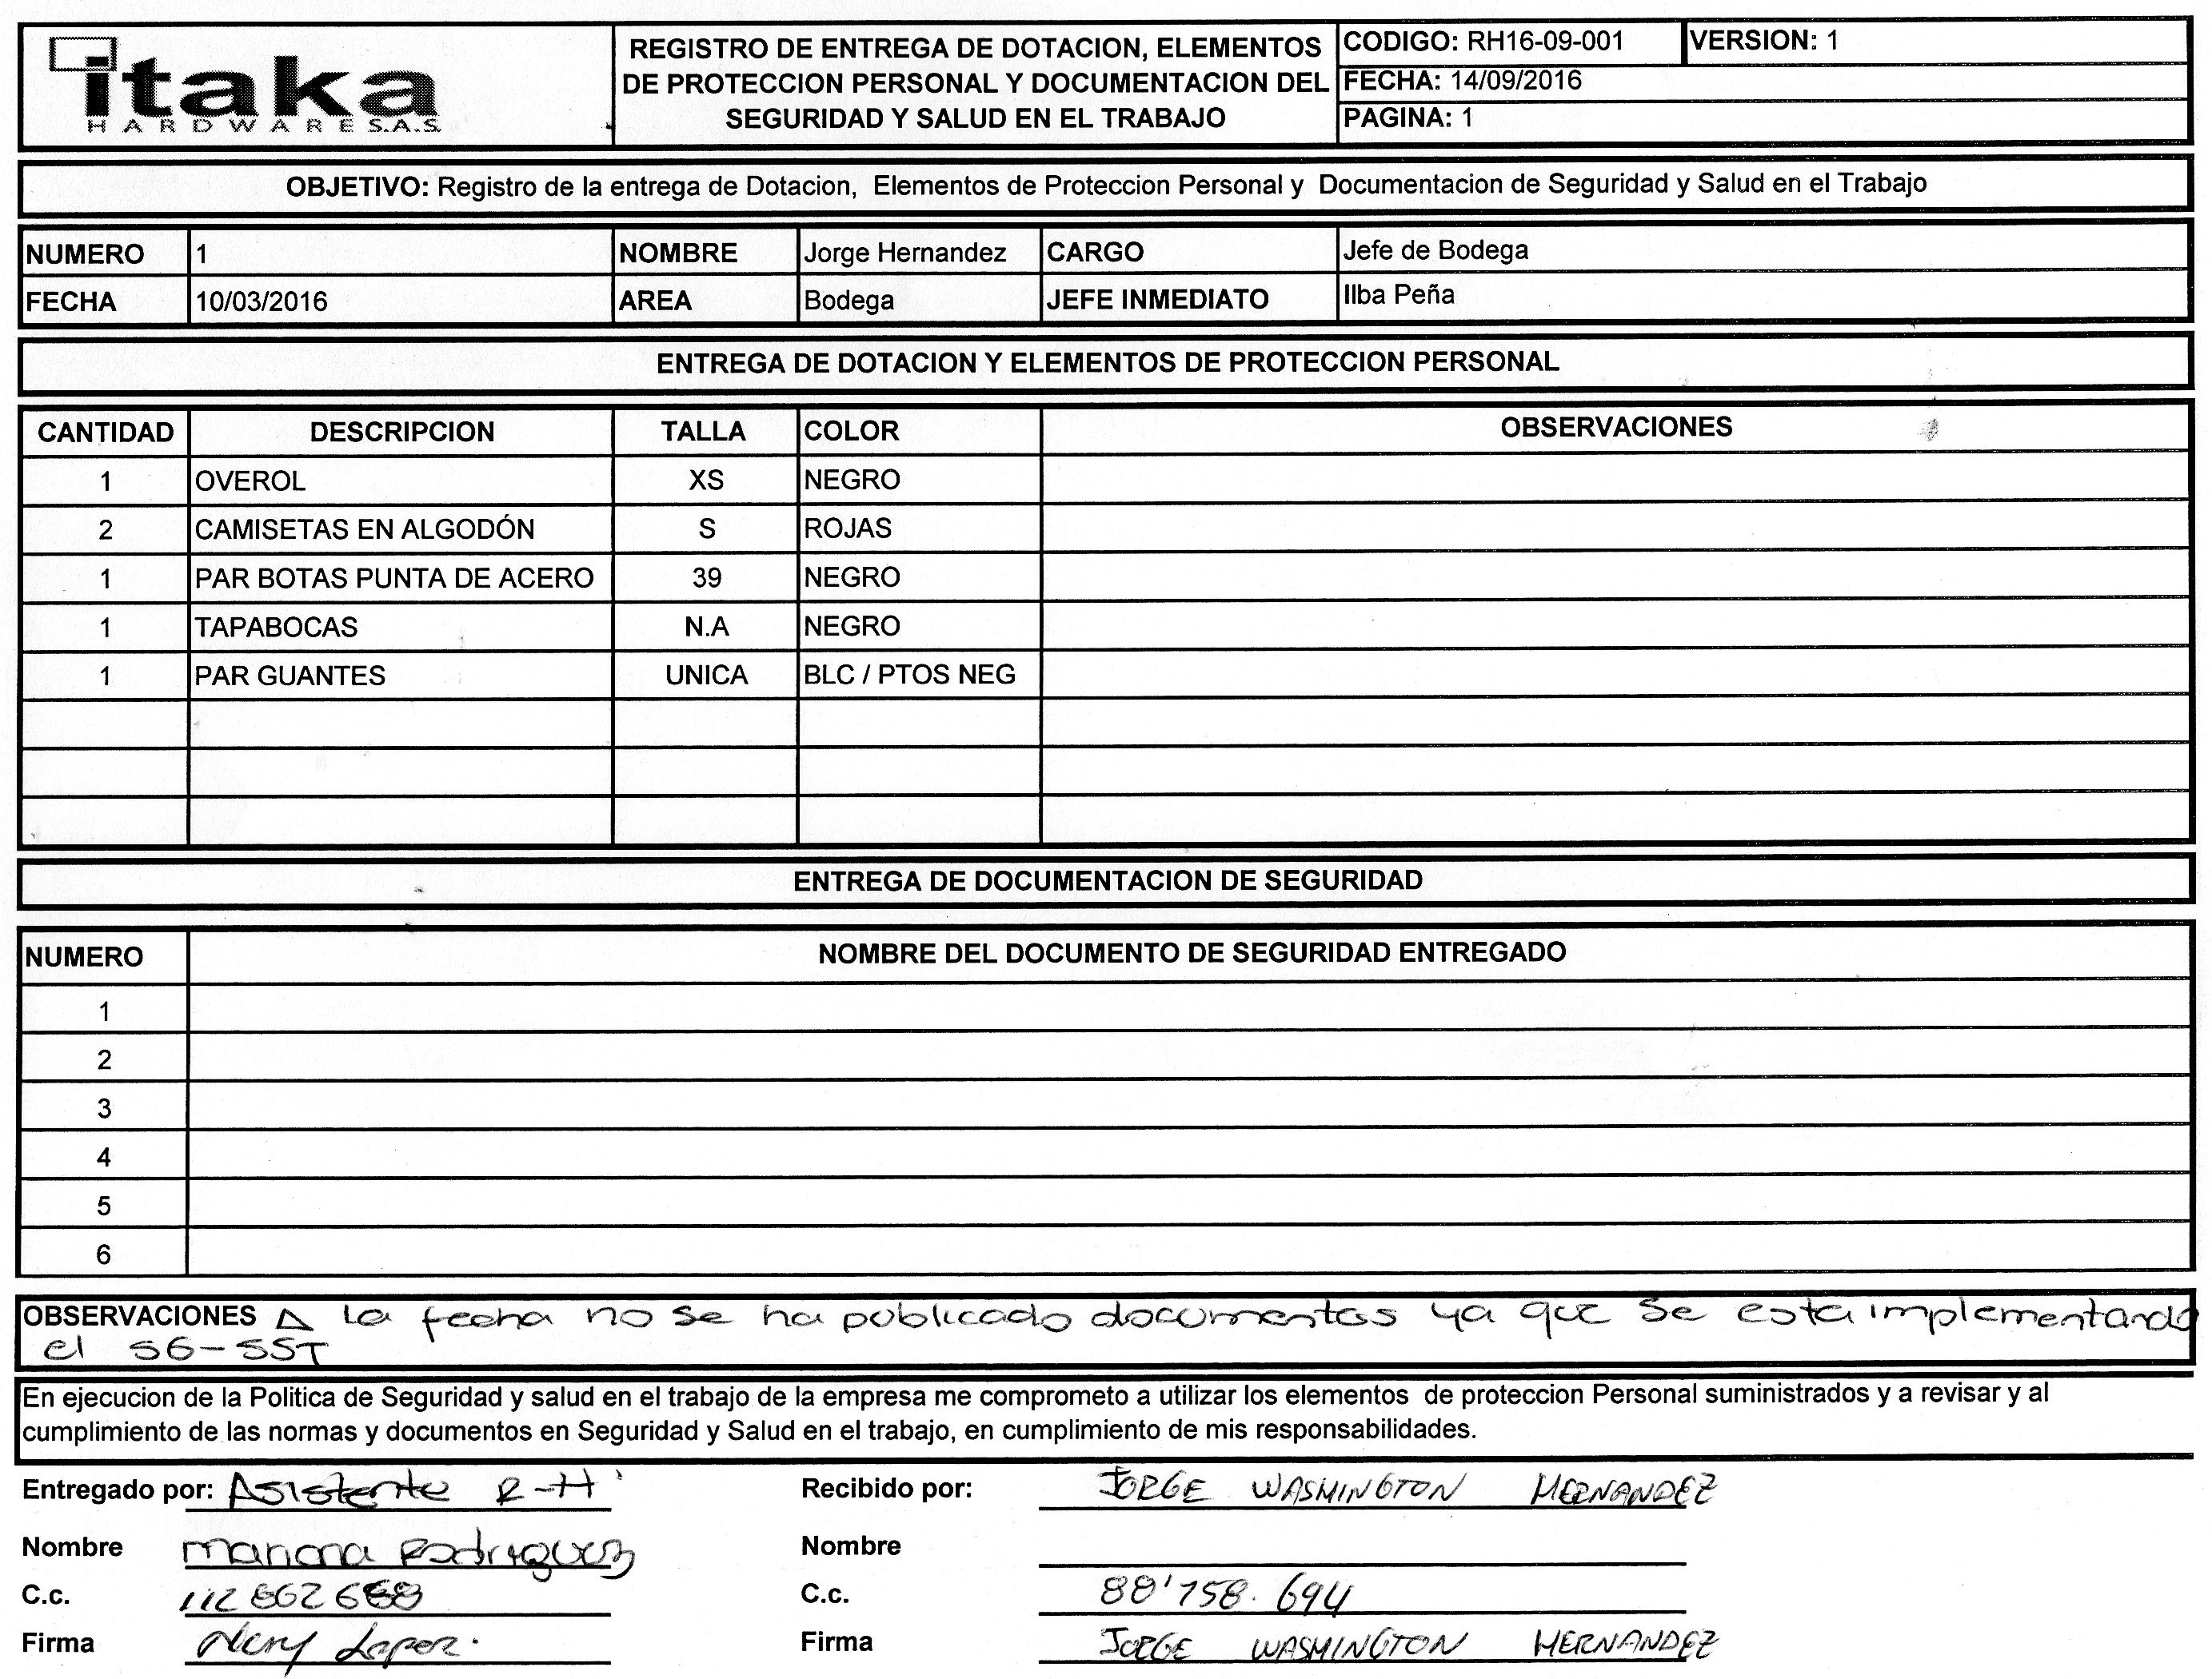 itaka
HARDWARE S.A.S.
REGISTRO DE ENTREGA DE DOTACION, ELEMENTOS
DE PROTECCION PERSONAL Y DOCUMENTACION DEL
SEGURIDAD Y SALUD EN EL TRABAJO
CODIGO: RH16-09-001 VERSION: 1
FECHA: 14/09/2016
PAGINA: 1
OBJETIVO: Registro de la entrega de Dotacion, Elementos de Proteccion Personal y Documentacion de Seguridad y Salud en el Trabajo
NUMERO 1 NOMBRE Jorge Hernandez CARGO Jefe de Bodega
FECHA 10/03/2016 AREA Bodega JEFE INMEDIATO Ilba Peña
ENTREGA DE DOTACION Y ELEMENTOS DE PROTECCION PERSONAL
CANTIDAD DESCRIPCION TALLA COLOR OBSERVACIONES
1 OVEROL XS NEGRO
2 CAMISETAS EN ALGODÓN S ROJAS
1 PAR BOTAS PUNTA DE ACERO 39 NEGRO
1 TAPABOCAS N.A NEGRO
1 PAR GUANTES UNICA BLC / PTOS NEG
ENTREGA DE DOCUMENTACION DE SEGURIDAD
NUMERO NOMBRE DEL DOCUMENTO DE SEGURIDAD ENTREGADO
1
2
3
4
5
6
OBSERVACIONES A la fecha no se ha publicado documentos ya que se esta implementando
el SG-SST
En ejecucion de la Politica de Seguridad y salud en el trabajo de la empresa me comprometo a utilizar los elementos de proteccion Personal suministrados y a revisar y al
cumplimiento de las normas y documentos en Seguridad y Salud en el trabajo, en cumplimiento de mis responsabilidades.
Entregado por: Asistente R-H Recibido por: JORGE WASHINGTON HERNANDEZ
Nombre Rodriguez Nombre
C.c. C.c. 88'758.694
Firma Nery Lopez. Firma JORGE WASHINGTON HERNANDEZ